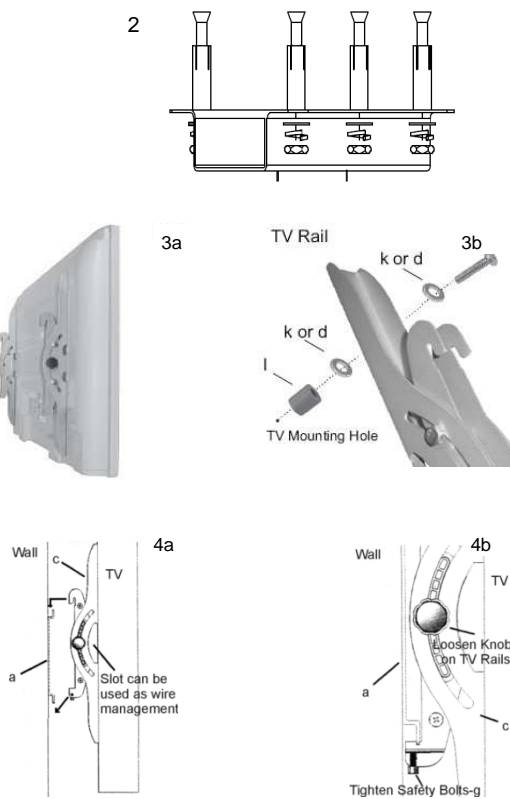 2
3a
TV Rail
3b
k or d
k or d
l
TV Mounting Hole
4a
Wall
c
TV
a
Slot can be
used as wire
management
4b
Wall
TV
Loosen Knob
on TV Rails
a
c
Tighten Safety Bolts-g